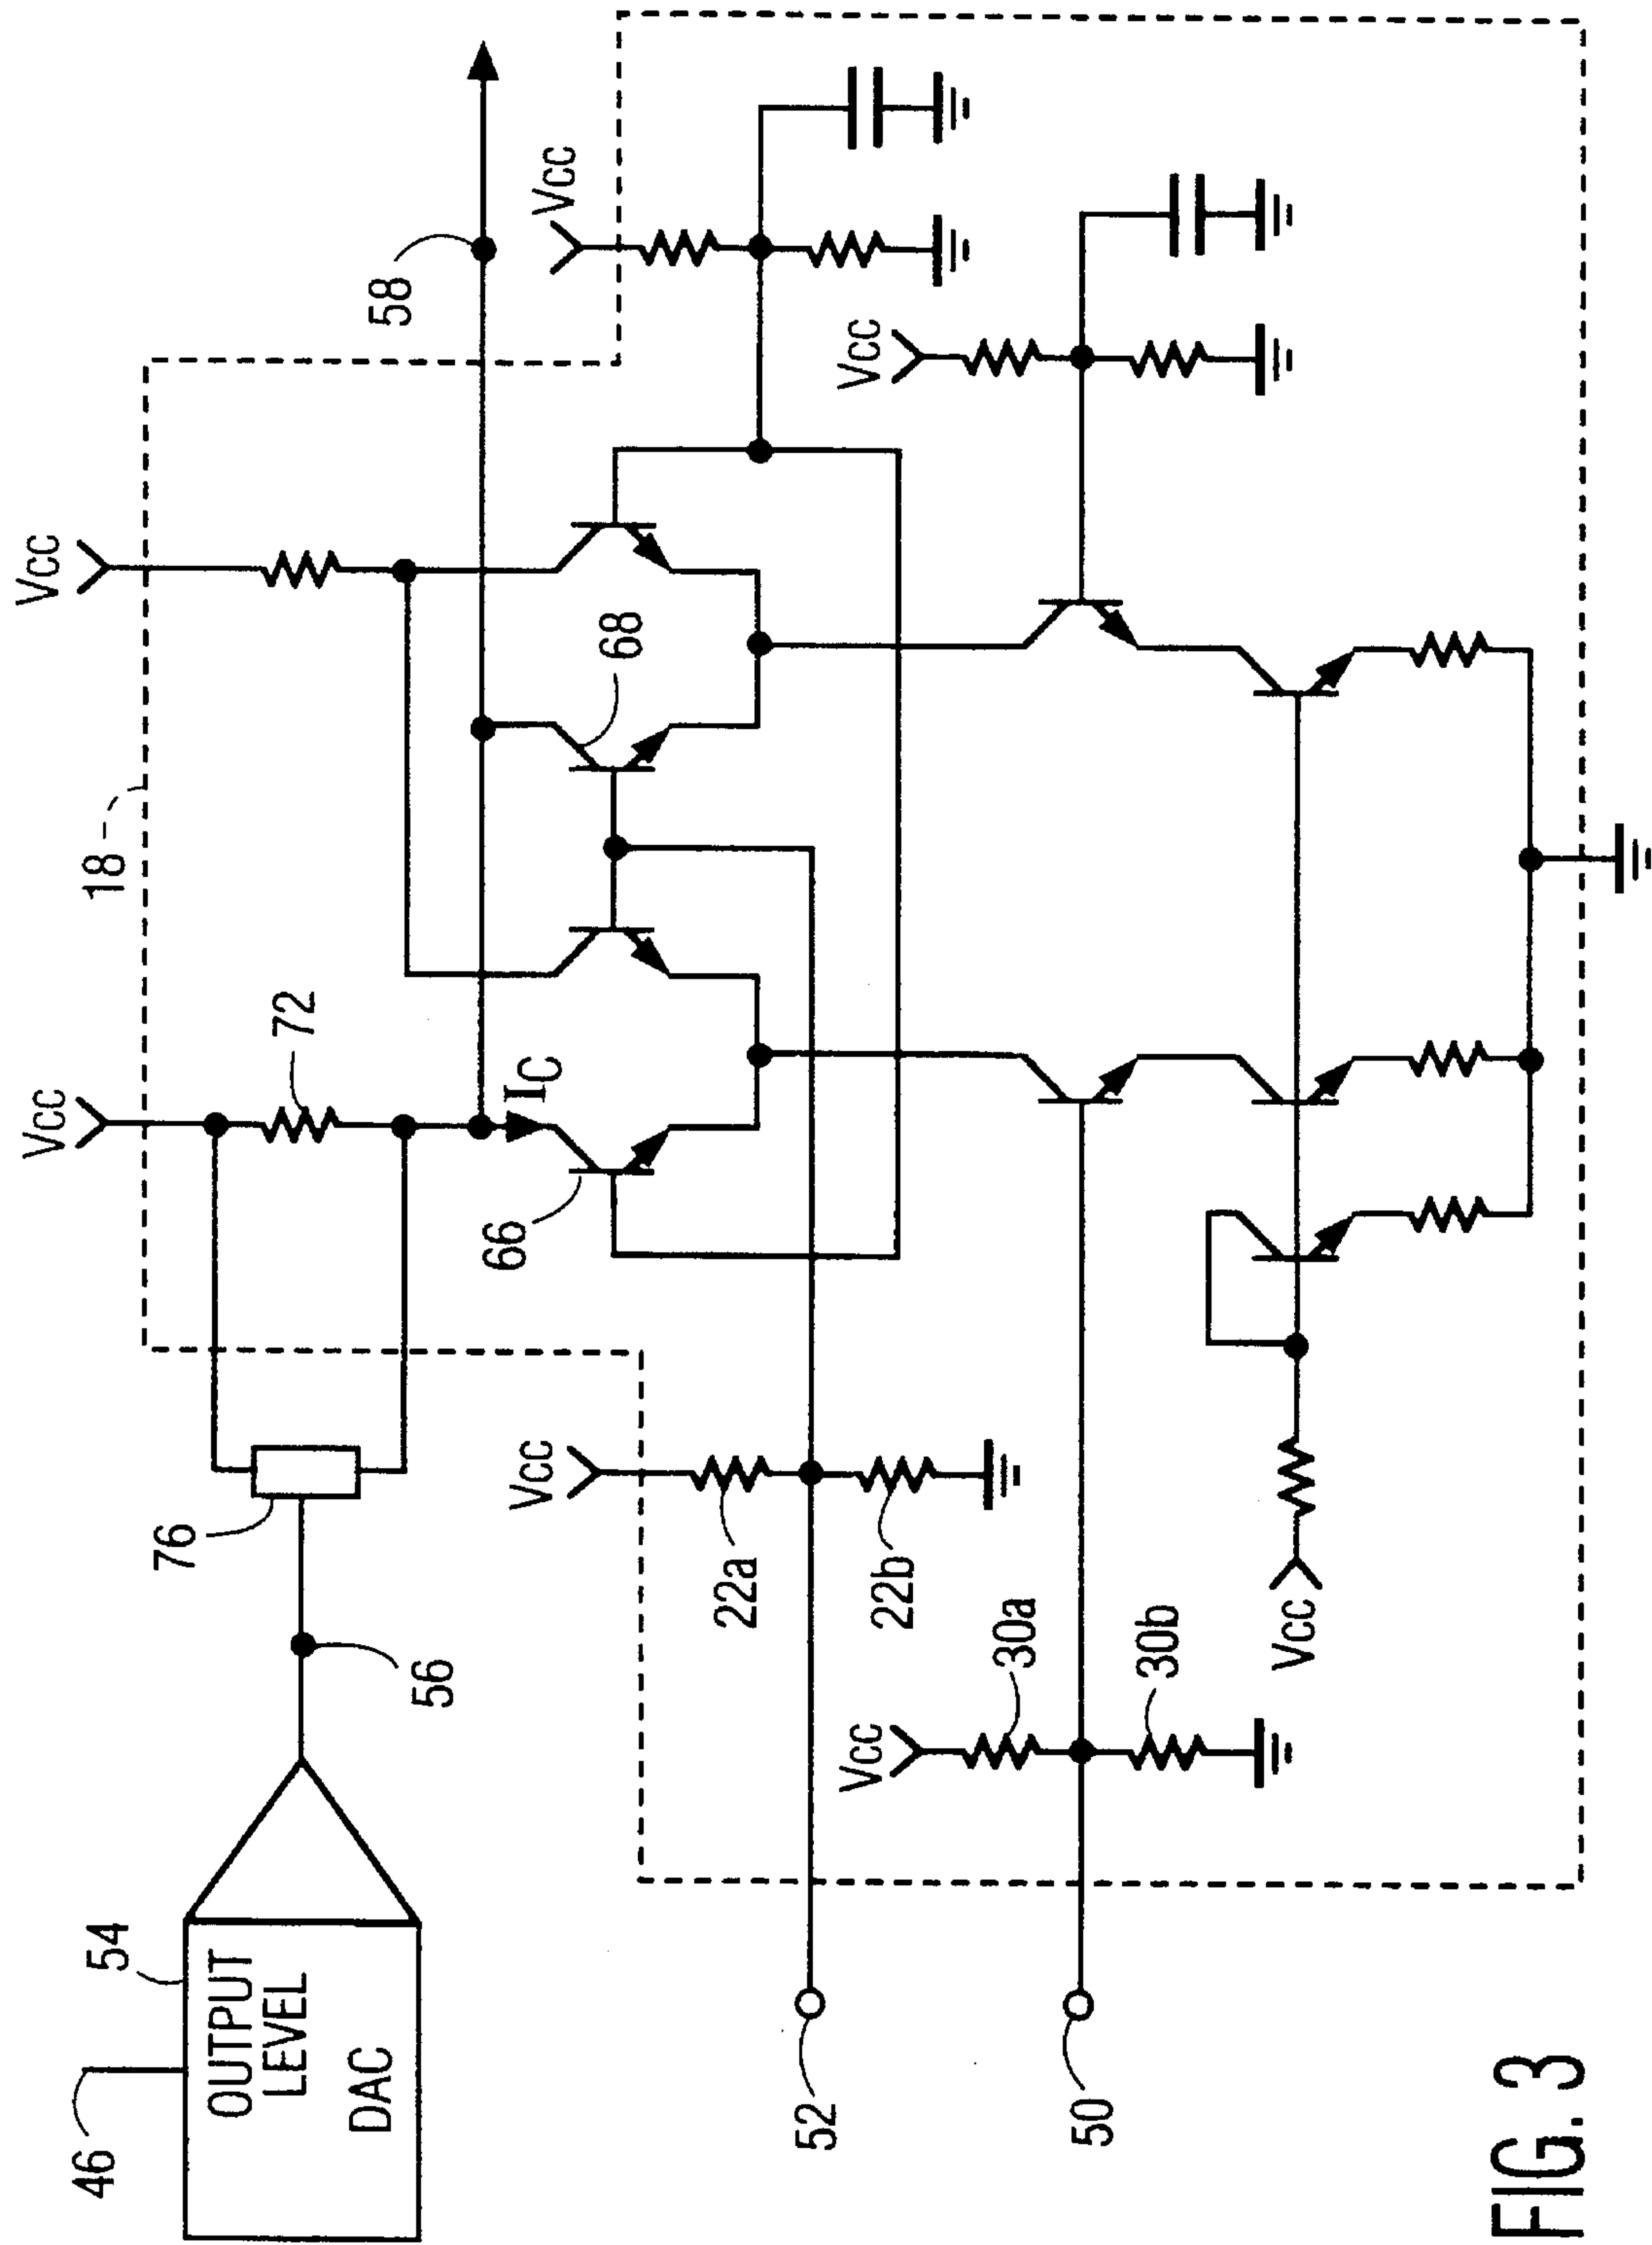 46
54
OUTPUT
LEVEL
DAC
56
76
Vcc
72
18
Vcc
58
Vcc
IC
66
68
Vcc
22a
22b
Vcc
30a
30b
Vcc
Vcc
52
50
FIG. 3